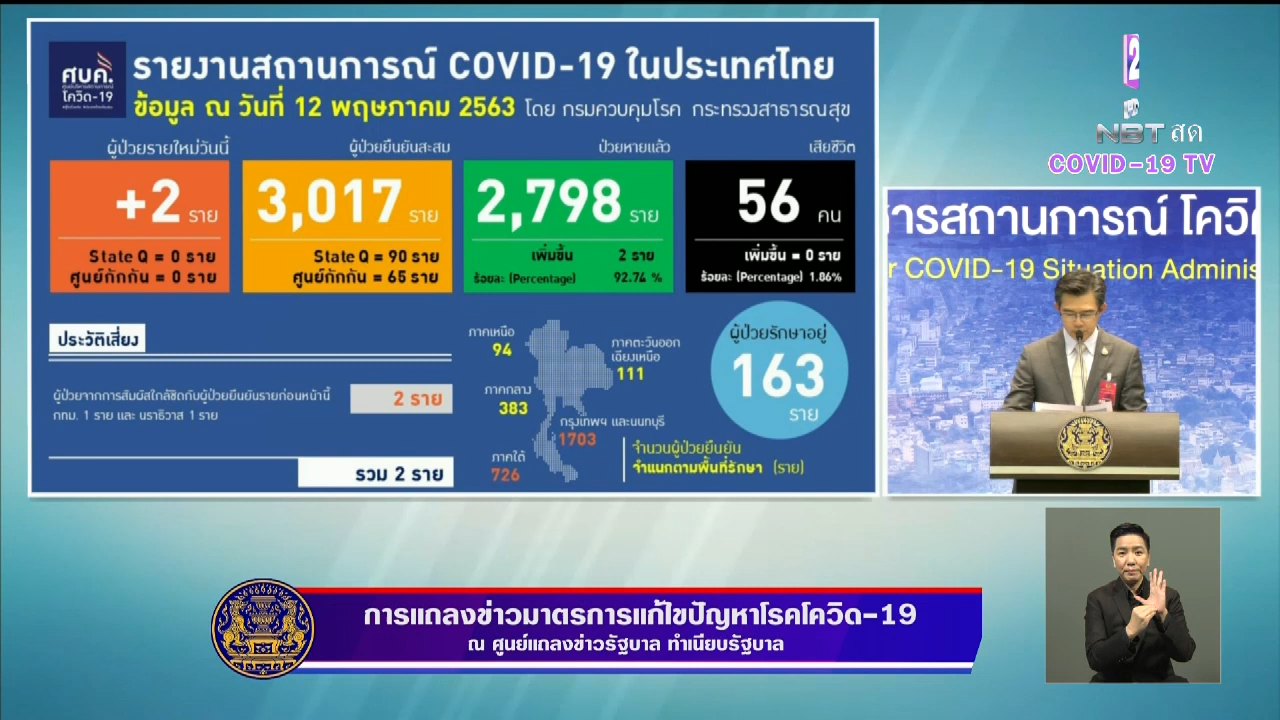 ศบค.
โควิด-19
รายงานสถานการณ์ COVID-19 ในประเทศไทย
ข้อมูล ณ วันที่ 12 พฤษภาคม 2563 โดย กรมควบคุมโรค กระทรวงสาธารณสุข
ผู้ป่วยรายใหม่วันนี้
+2 ราย
State Q = 0 ราย
ศูนย์กักกัน = 0 ราย
ผู้ป่วยยืนยันสะสม
3,017 ราย
State Q = 90 ราย
ศูนย์กักกัน = 65 ราย
ป่วยหายแล้ว
2,798 ราย
เพิ่มขึ้น 2 ราย
ร้อยละ (Percentage) 92.74 %
เสียชีวิต
56 คน
เพิ่มขึ้น = 0 ราย
ร้อยละ (Percentage) 1.86%
ประวัติเสี่ยง
ผู้ป่วยจากการสัมผัสใกล้ชิดกับผู้ป่วยยืนยันรายก่อนหน้านี้
กทม. 1 ราย และ นราธิวาส 1 ราย
2 ราย
รวม 2 ราย
ภาคเหนือ
94
ภาคตะวันออก
เฉียงเหนือ
111
ภาคกลาง
383
กรุงเทพฯ และนนทบุรี
1703
ภาคใต้
726
ผู้ป่วยรักษาอยู่
163
ราย
จำนวนผู้ป่วยยืนยัน
จำแนกตามพื้นที่รักษา (ราย)
2
NBT สด
COVID-19 TV
ารสถานการณ์ โควิ
r COVID-19 Situation Adminis
การแถลงข่าวมาตรการแก้ไขปัญหาโรคโควิด-19
ณ ศูนย์แถลงข่าวรัฐบาล ทำเนียบรัฐบาล